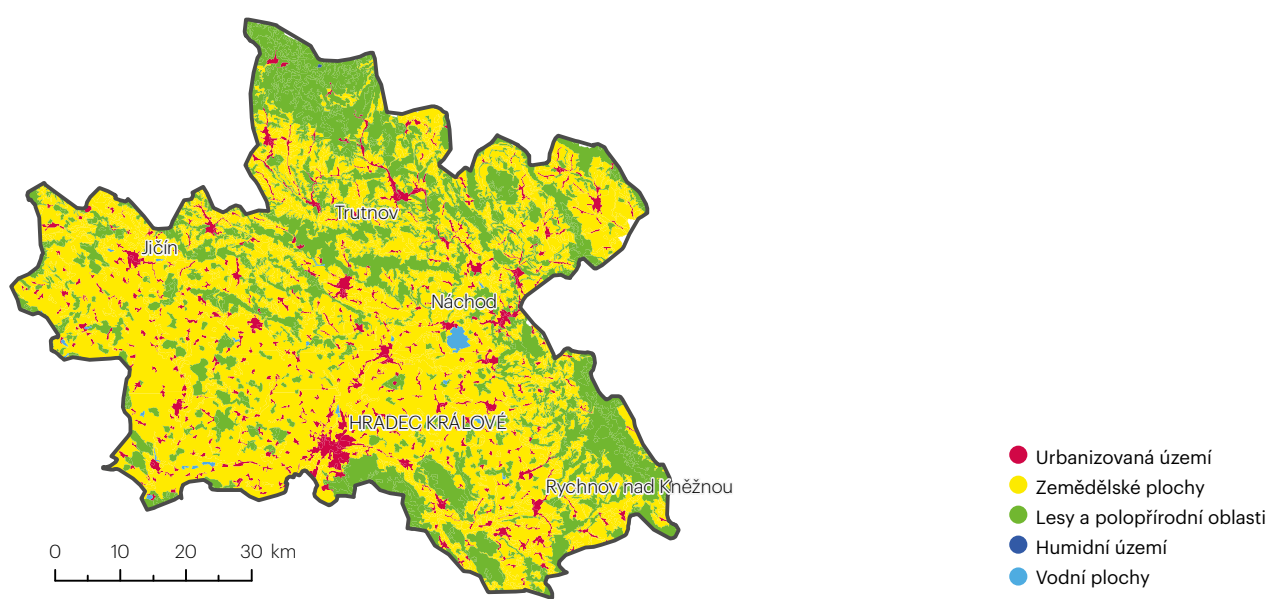 Trutnov
Jičín
Náchod
HRADEC KRÁLOVÉ
Rychnov nad Kněžnou
0 10 20 30 km
Urbanizovaná území
Zemědělské plochy
Lesy a polopřírodní oblasti
Humidní území
Vodní plochy